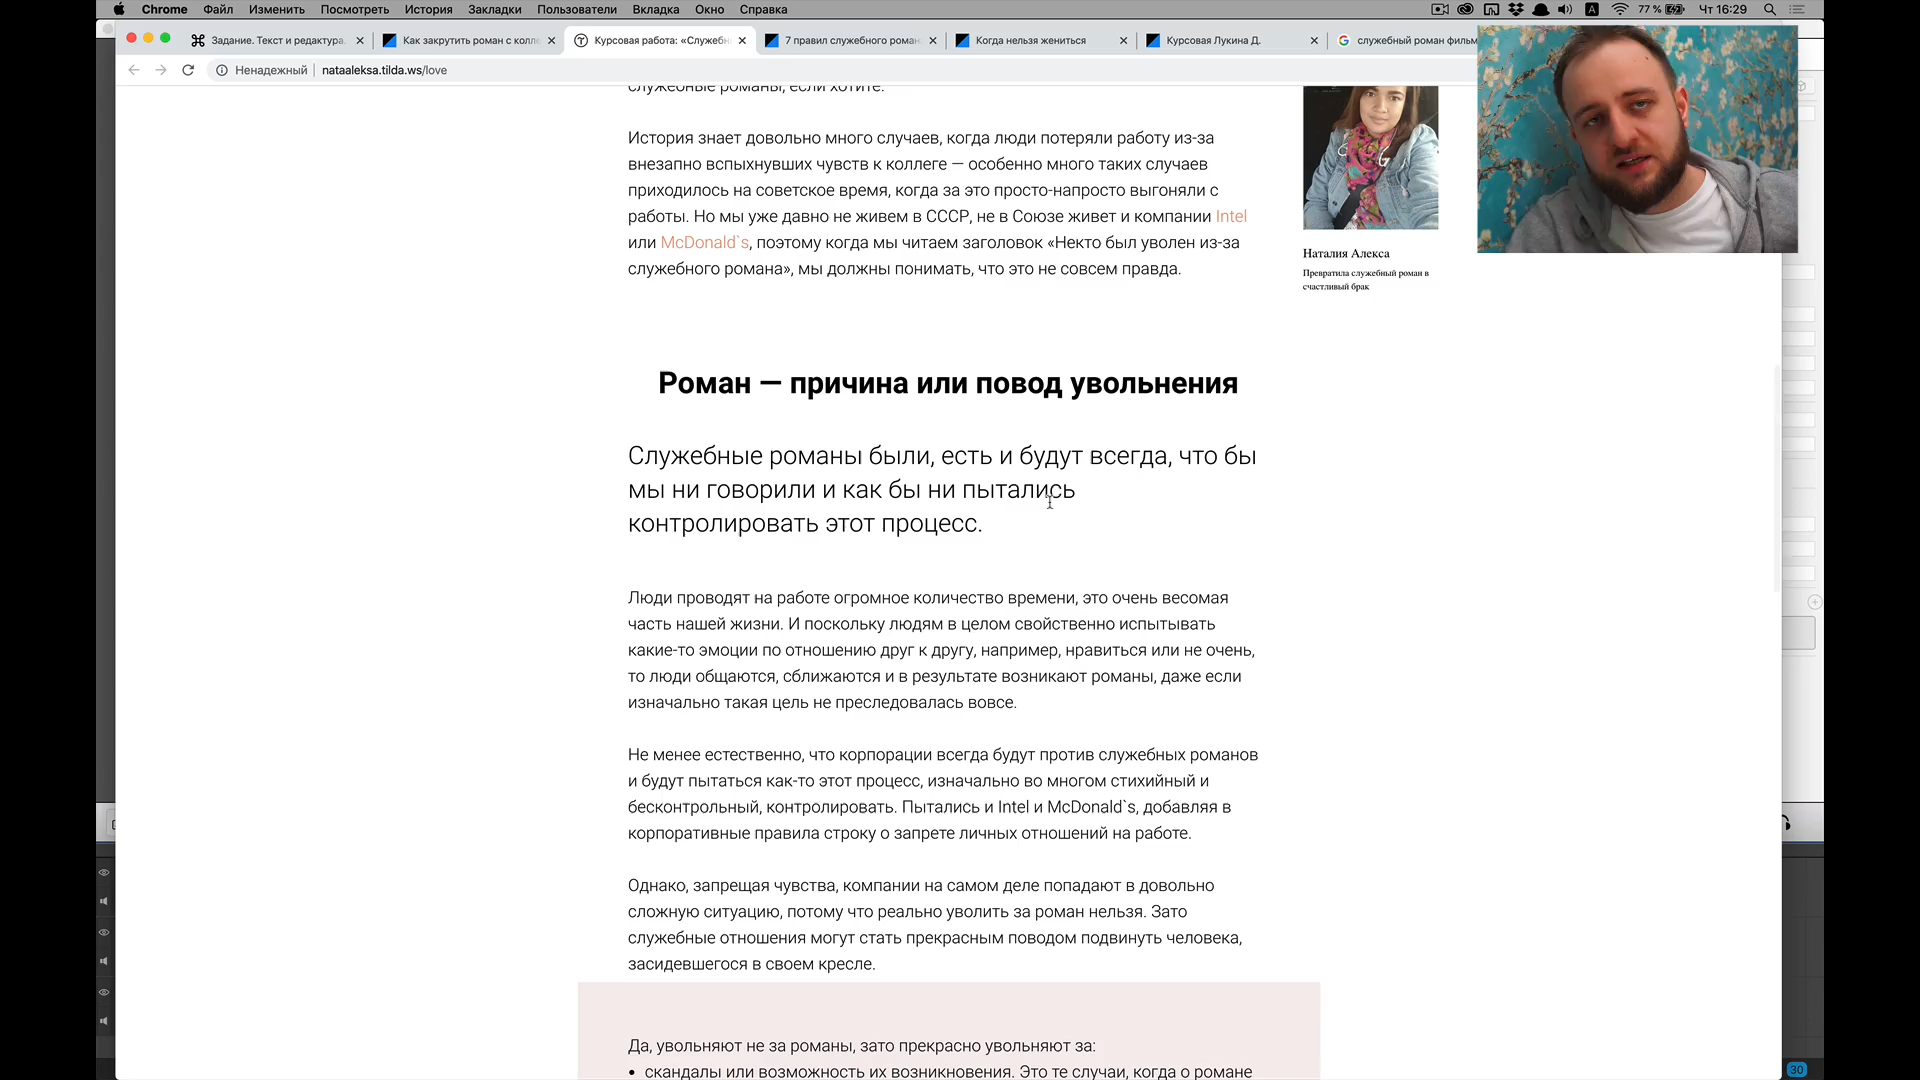 Chrome Файл Изменить Посмотреть История Закладки Пользователи Вкладка Окно Справка
77 % Чт 16:29
Задание. Текст и редактура.
Как закрутить роман с колле
Курсовая работа: «Служебн
7 правил служебного роман
Когда нельзя жениться
Курсовая Лукина Д.
служебный роман фильм
Ненадежный nataaleksa.tilda.ws/love
служебные романы, если хотите.
История знает довольно много случаев, когда люди потеряли работу из-за
внезапно вспыхнувших чувств к коллеге — особенно много таких случаев
приходилось на советское время, когда за это просто-напросто выгоняли с
работы. Но мы уже давно не живем в СССР, не в Союзе живет и компании Intel
или McDonald`s, поэтому когда мы читаем заголовок «Некто был уволен из-за
служебного романа», мы должны понимать, что это не совсем правда.
Наталия Алекса
Превратила служебный роман в
счастливый брак
Роман — причина или повод увольнения
Служебные романы были, есть и будут всегда, что бы
мы ни говорили и как бы ни пытались
контролировать этот процесс.
Люди проводят на работе огромное количество времени, это очень весомая
часть нашей жизни. И поскольку людям в целом свойственно испытывать
какие-то эмоции по отношению друг к другу, например, нравиться или не очень,
то люди общаются, сближаются и в результате возникают романы, даже если
изначально такая цель не преследовалась вовсе.
Не менее естественно, что корпорации всегда будут против служебных романов
и будут пытаться как-то этот процесс, изначально во многом стихийный и
бесконтрольный, контролировать. Пытались и Intel и McDonald`s, добавляя в
корпоративные правила строку о запрете личных отношений на работе.
Однако, запрещая чувства, компании на самом деле попадают в довольно
сложную ситуацию, потому что реально уволить за роман нельзя. Зато
служебные отношения могут стать прекрасным поводом подвинуть человека,
засидевшегося в своем кресле.
Да, увольняют не за романы, зато прекрасно увольняют за:
• скандалы или возможность их возникновения. Это те случаи, когда о романе
30